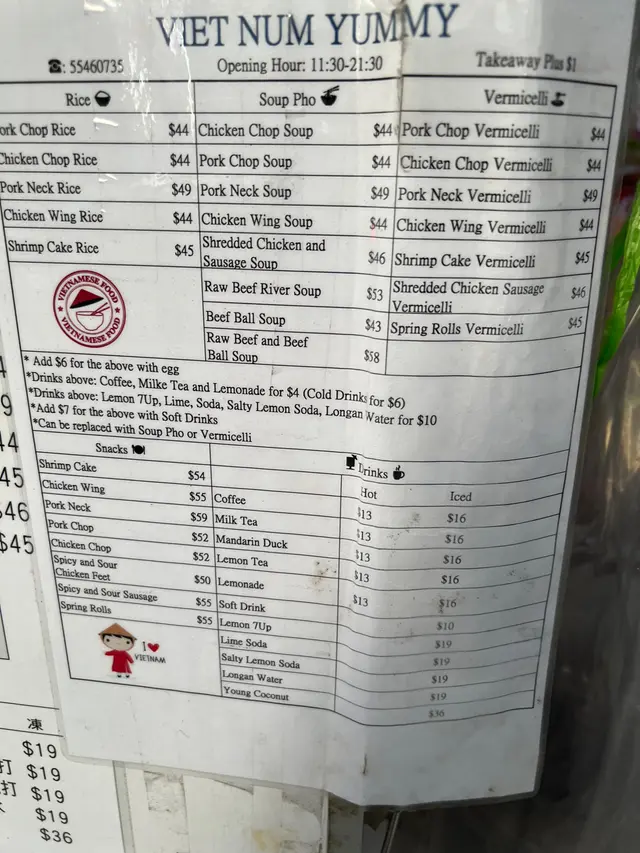 VIET NUM YUMMY
☎: 55460735
Opening Hour: 11:30-21:30
Takeaway Plus $1
Rice
ork Chop Rice $44
Chicken Chop Rice $44
Pork Neck Rice $49
Chicken Wing Rice $44
Shrimp Cake Rice $45
VIETNAMESE FOOD
VIETNAMESE FOOD
Soup Pho
Chicken Chop Soup $44
Pork Chop Soup $44
Pork Neck Soup $49
Chicken Wing Soup $44
Shredded Chicken and
Sausage Soup $46
Raw Beef River Soup $53
Beef Ball Soup $43
Raw Beef and Beef
Ball Soup $58
Vermicelli
Pork Chop Vermicelli $44
Chicken Chop Vermicelli $44
Pork Neck Vermicelli $49
Chicken Wing Vermicelli $44
Shrimp Cake Vermicelli $45
Shredded Chicken Sausage
Vermicelli $46
Spring Rolls Vermicelli $45
* Add $6 for the above with egg
*Drinks above: Coffee, Milke Tea and Lemonade for $4 (Cold Drinks for $6)
*Drinks above: Lemon 7Up, Lime, Soda, Salty Lemon Soda, Longan Water for $10
*Add $7 for the above with Soft Drinks
*Can be replaced with Soup Pho or Vermicelli
Snacks
Shrimp Cake $54
Chicken Wing $55
Pork Neck $59
Pork Chop $52
Chicken Chop $52
Spicy and Sour
Chicken Feet $50
Spicy and Sour Sausage $55
Spring Rolls $55
I ♥
VIETNAM
Drinks
Hot Iced
Coffee $13 $16
Milk Tea $13 $16
Mandarin Duck $13 $16
Lemon Tea $13 $16
Lemonade $13 $16
Soft Drink $10
Lemon 7Up $19
Lime Soda $19
Salty Lemon Soda $19
Longan Water $19
Young Coconut $36
4
9
44
45
$46
$45
凍
$19
打 $19
打 $19
$19
$36